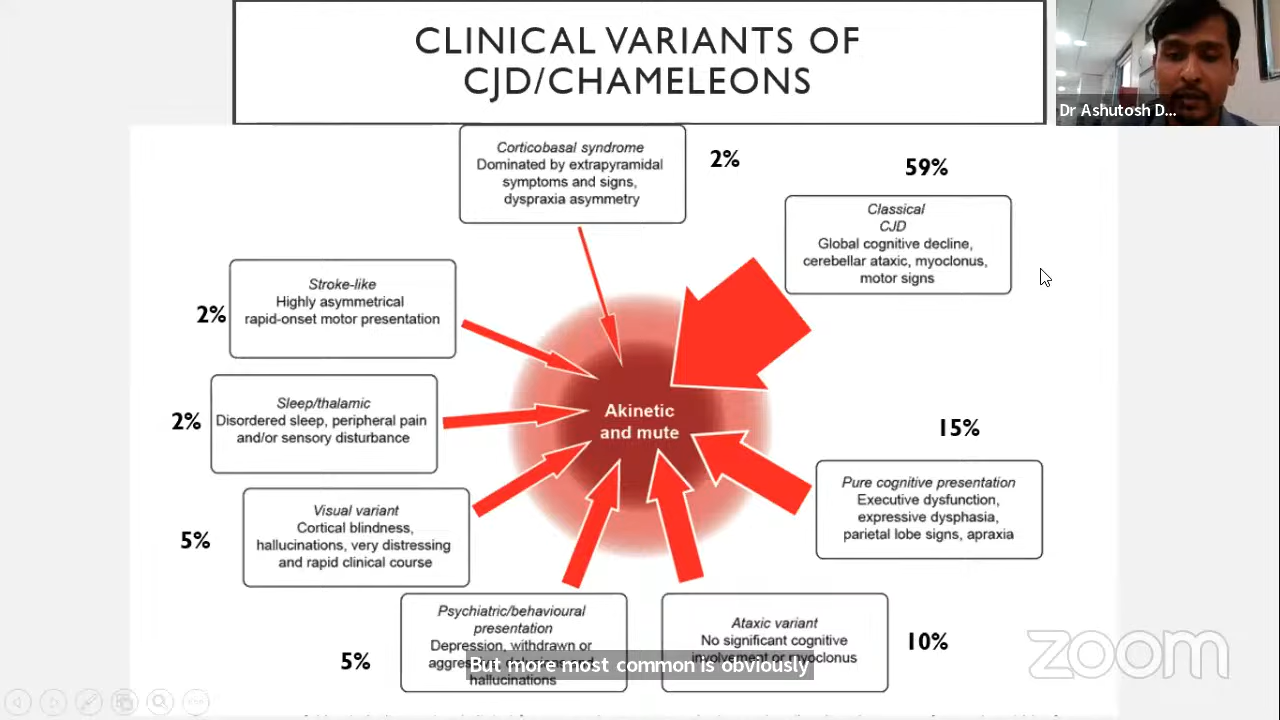 CLINICAL VARIANTS OF
CJD/CHAMELEONS
Dr Ashutosh D...
Corticobasal syndrome
Dominated by extrapyramidal
symptoms and signs,
dyspraxia asymmetry
2%
59%
Classical
CJD
Global cognitive decline,
cerebellar ataxic, myoclonus,
motor signs
Stroke-like
Highly asymmetrical
rapid-onset motor presentation
2%
Sleep/thalamic
Disordered sleep, peripheral pain
and/or sensory disturbance
2%
Akinetic
and mute
15%
Pure cognitive presentation
Executive dysfunction,
expressive dysphasia,
parietal lobe signs, apraxia
Visual variant
Cortical blindness,
hallucinations, very distressing
and rapid clinical course
5%
Psychiatric/behavioural
presentation
Depression, withdrawn or
hallucinations
5%
Ataxic variant
No significant cognitive
involvement or myoclonus
10%
But more most common is obviously
zoom